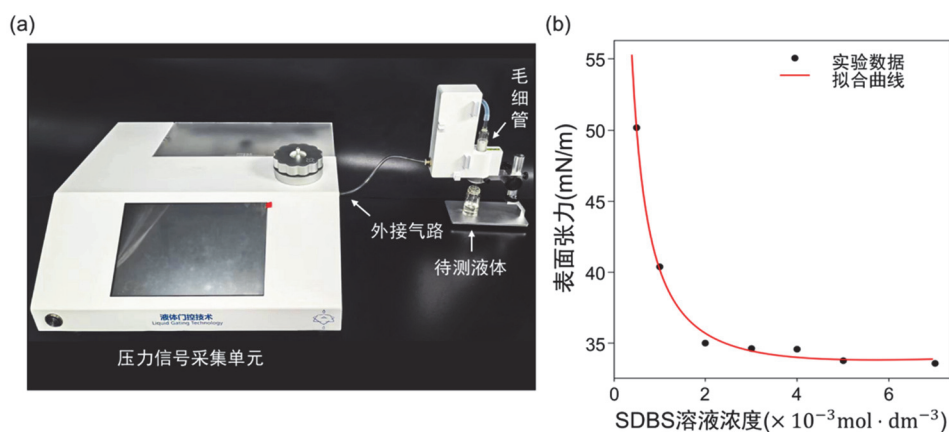 (a)
毛
细
管
外接气路
待测液体
液体门控技术
Liquid Gating Technology
压力信号采集单元
(b)
55
50
40
35
表面张力(mN/m)
实验数据
拟合曲线
0
2
4
6
SDBS溶液浓度(× 10⁻³mol · dm⁻³)